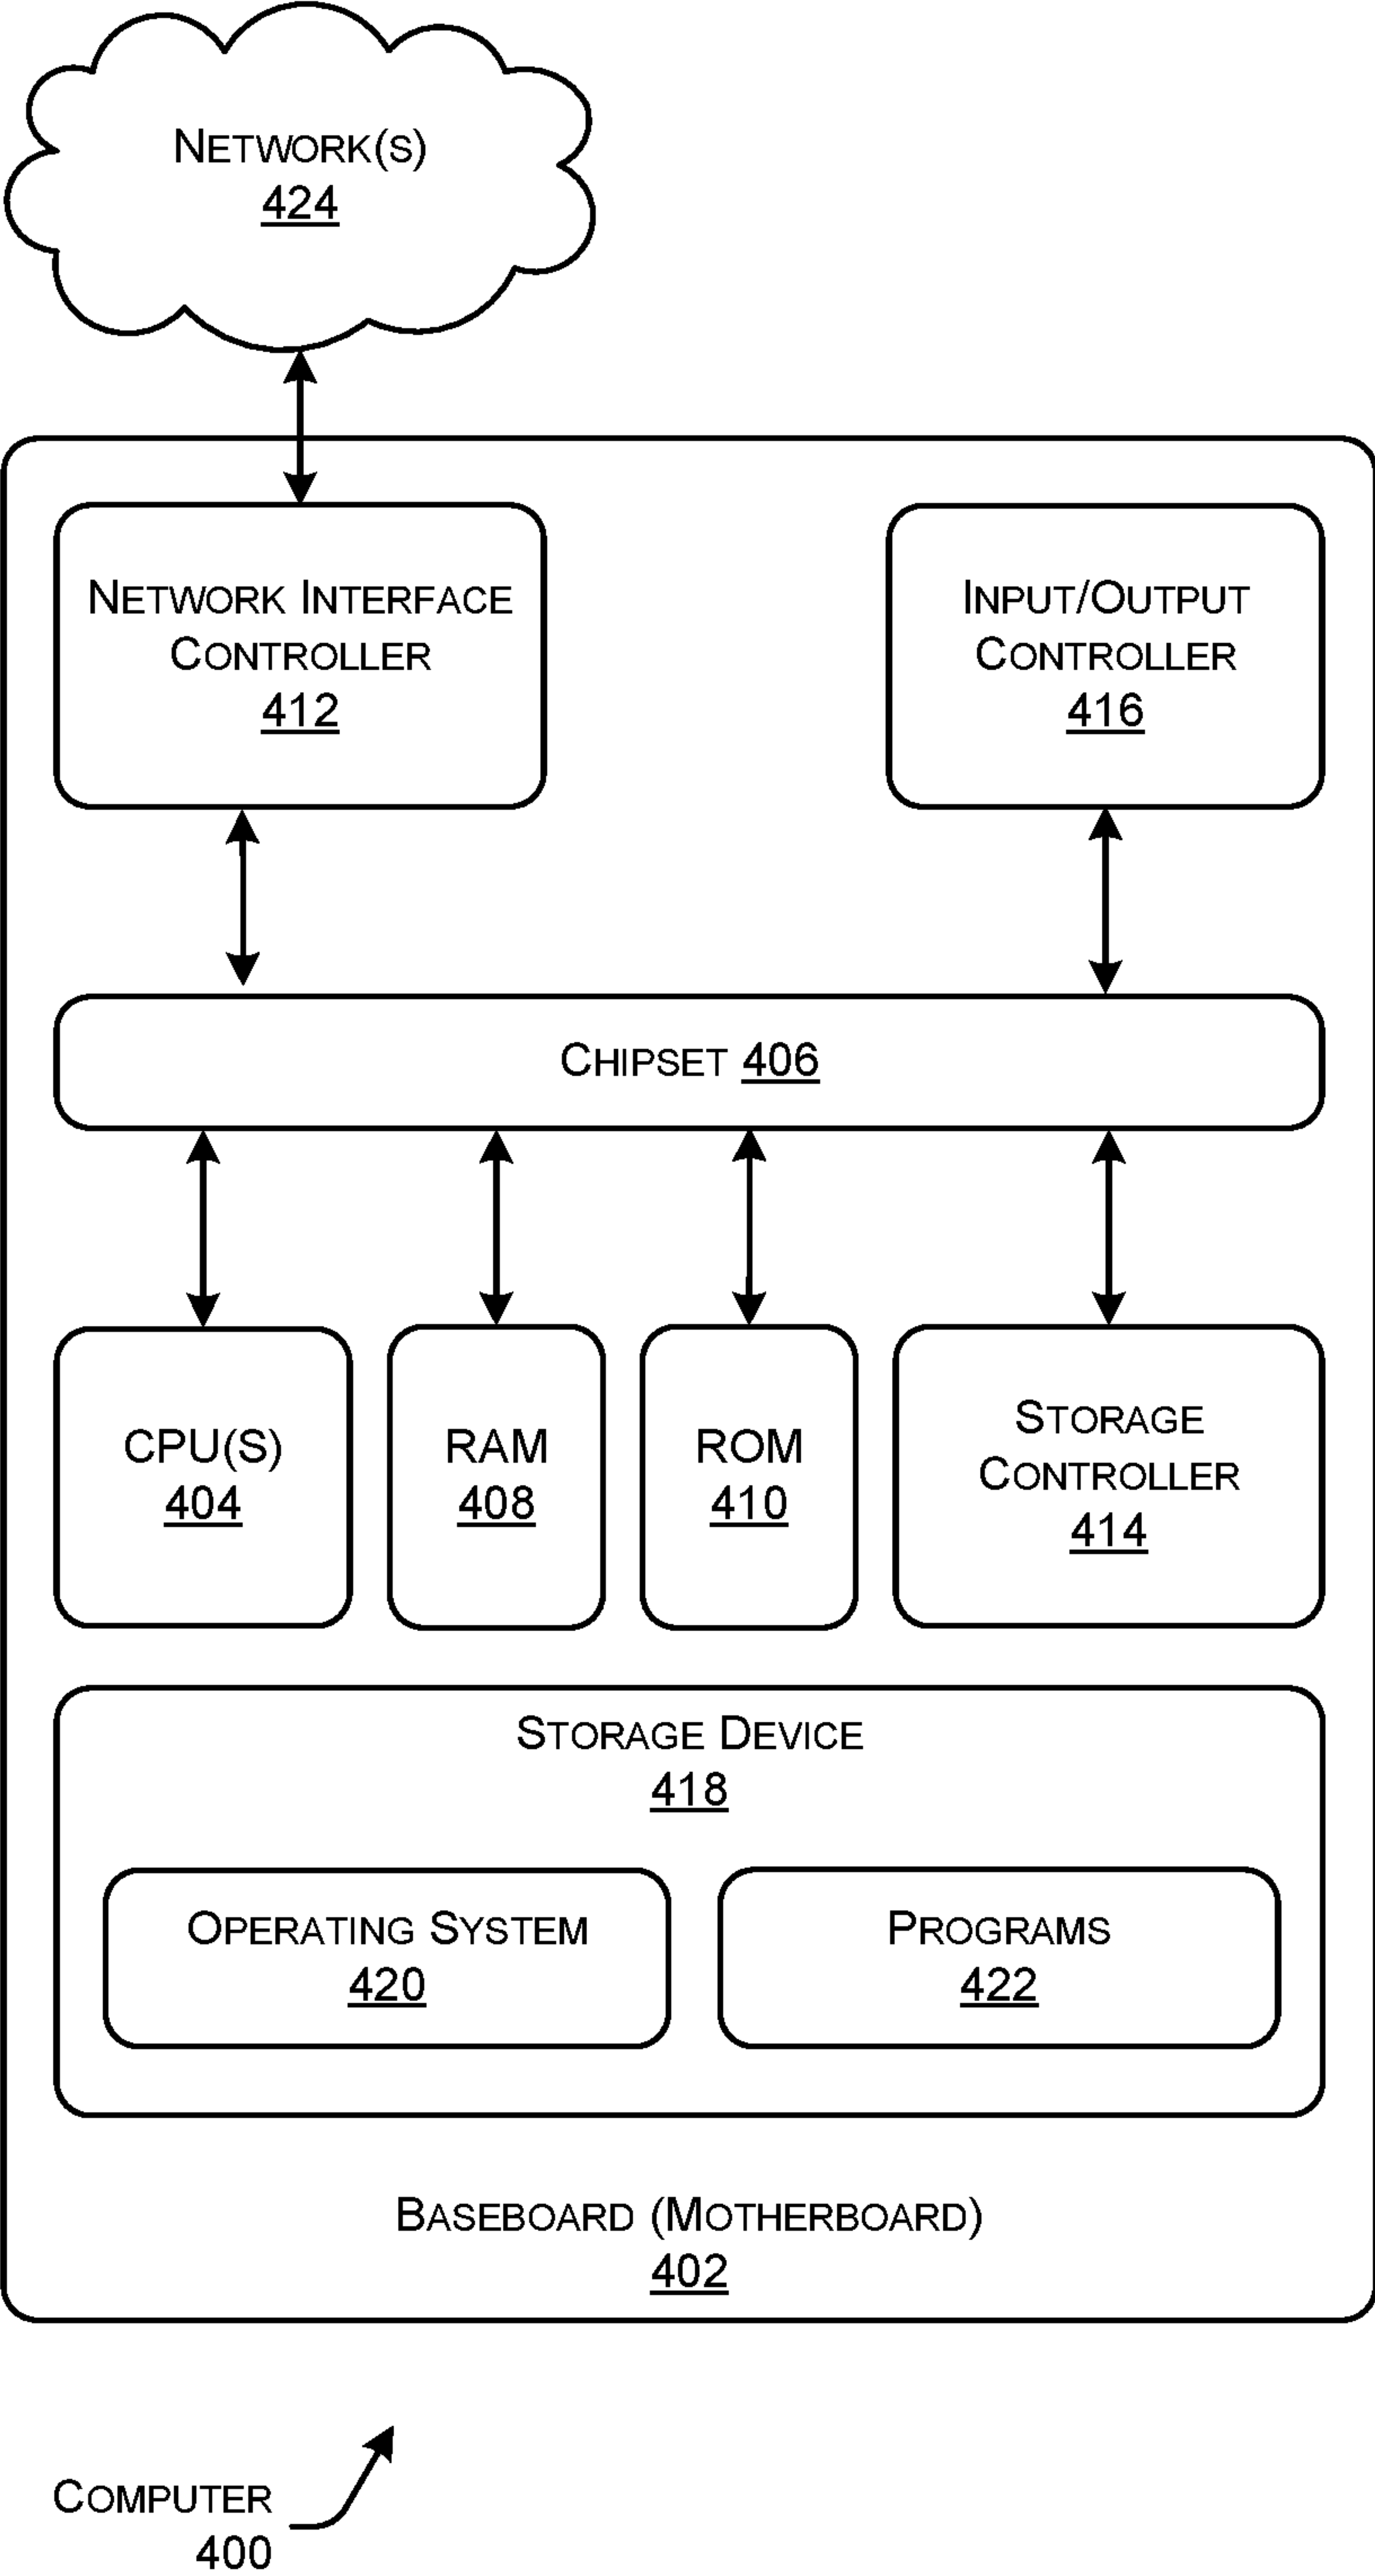 NETWORK(S)
424
NETWORK INTERFACE
CONTROLLER
412
INPUT/OUTPUT
CONTROLLER
416
CHIPSET 406
CPU(S)
404
RAM
408
ROM
410
STORAGE
CONTROLLER
414
STORAGE DEVICE
418
OPERATING SYSTEM
420
PROGRAMS
422
BASEBOARD (MOTHERBOARD)
402
COMPUTER
400